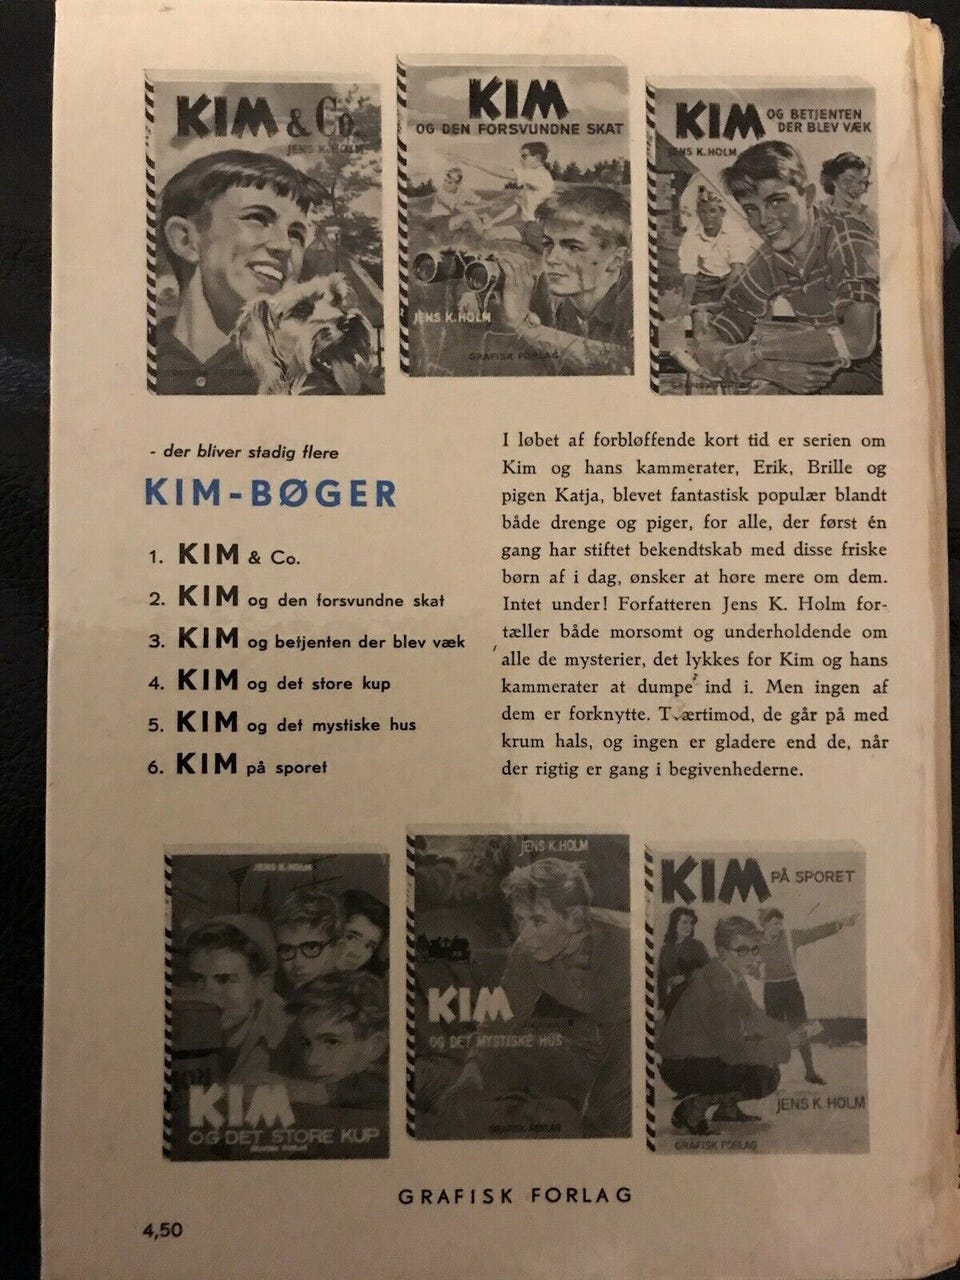 KIM & Co.
JENS K. HOLM
KIM
OG DEN FORSVUNDNE SKAT
JENS K. HOLM
GRAFISK FORLAG
KIM OG BETJENTEN
DER BLEV VÆK
JENS K. HOLM
GRAFISK FORLAG
- der bliver stadig flere
KIM-BØGER
1. KIM & Co.
2. KIM og den forsvundne skat
3. KIM og betjenten der blev væk
4. KIM og det store kup
5. KIM og det mystiske hus
6. KIM på sporet
I løbet af forbløffende kort tid er serien om
Kim og hans kammerater, Erik, Brille og
pigen Katja, blevet fantastisk populær blandt
både drenge og piger, for alle, der først én
gang har stiftet bekendtskab med disse friske
børn af i dag, ønsker at høre mere om dem.
Intet under! Forfatteren Jens K. Holm for-
tæller både morsomt og underholdende om
alle de mysterier, det lykkes for Kim og hans
kammerater at dumpe ind i. Men ingen af
dem er forknytte. Tværtimod, de går på med
krum hals, og ingen er gladere end de, når
der rigtig er gang i begivenhederne.
JENS K. HOLM
KIM
OG DET STORE KUP
GRAFISK FORLAG
JENS K. HOLM
KIM
OG DET MYSTISKE HUS
GRAFISK FORLAG
KIM PÅ SPORET
JENS K. HOLM
GRAFISK FORLAG
GRAFISK FORLAG
4,50